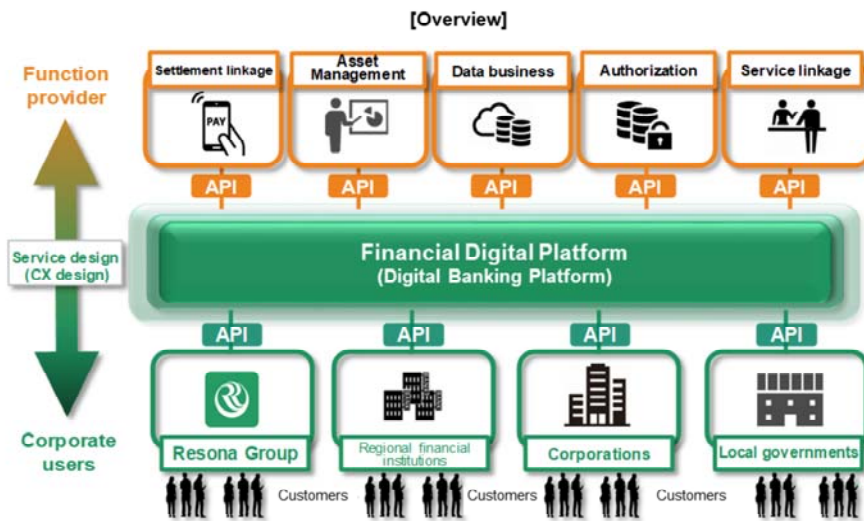 [Overview]
Function
provider
Settlement linkage
Asset
Management
Data business
Authorization
Service linkage
PAY
API
API
API
API
API
Service design
(CX design)
Financial Digital Platform
(Digital Banking Platform)
API
API
API
API
Corporate
users
Resona Group
Regional financial
institutions
Corporations
Local governments
Customers
Customers
Customers